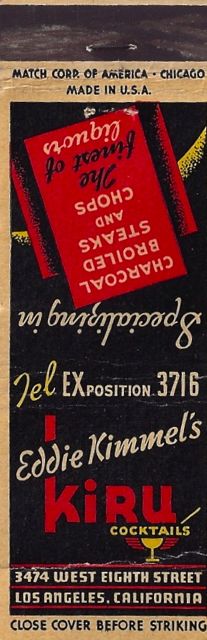 MATCH CORP. OF AMERICA · CHICAGO
MADE IN U.S.A.
Specializing in
CHARCOAL
BROILED
STEAKS
AND
CHOPS
The
finest of
liquors
Tel. EXPOSITION 3716
Eddie Kimmel's
KiRU
COCKTAILS
3474 WEST EIGHTH STREET
LOS ANGELES, CALIFORNIA
CLOSE COVER BEFORE STRIKING